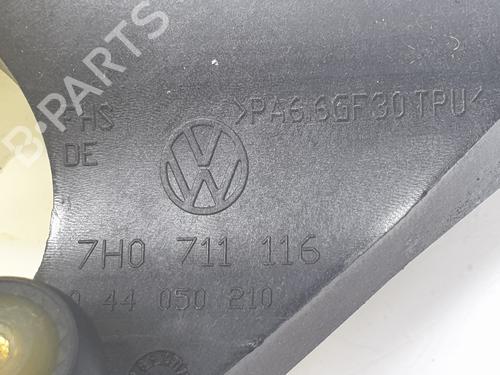 B-PARTS
>PA6.6GF30 TPU<
HS
DE
7H0 711 116
0 44 050 210